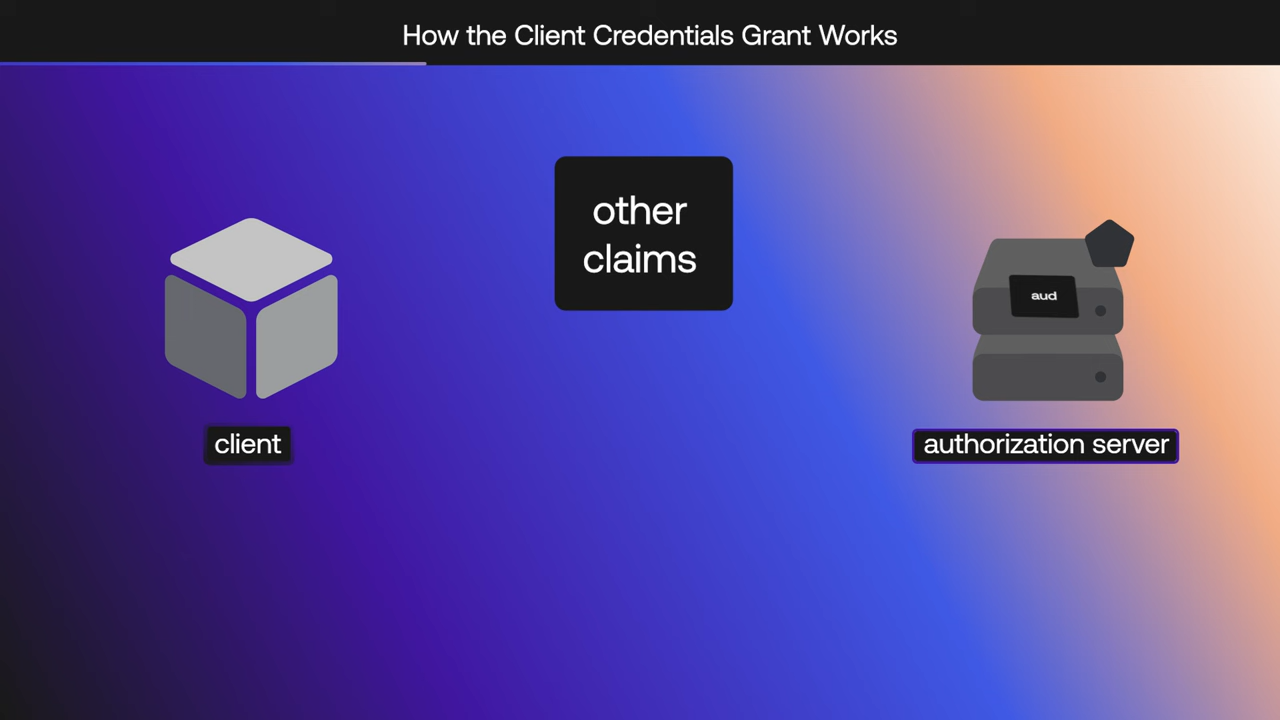 How the Client Credentials Grant Works
other
claims
aud
client
authorization server